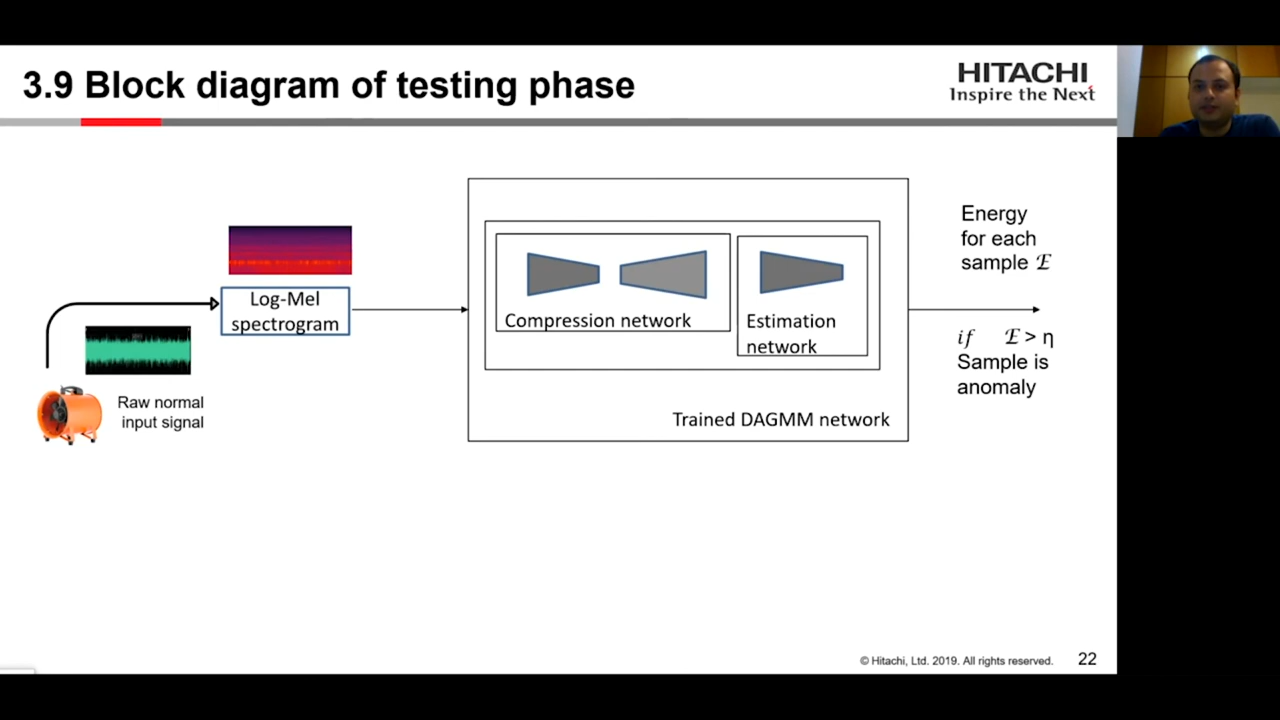 3.9 Block diagram of testing phase
HITACHI
Inspire the Next
Log-Mel
spectrogram
Raw normal
input signal
Compression network
Estimation
network
Trained DAGMM network
Energy
for each
sample ℰ
if ℰ > η
Sample is
anomaly
© Hitachi, Ltd. 2019. All rights reserved.
22